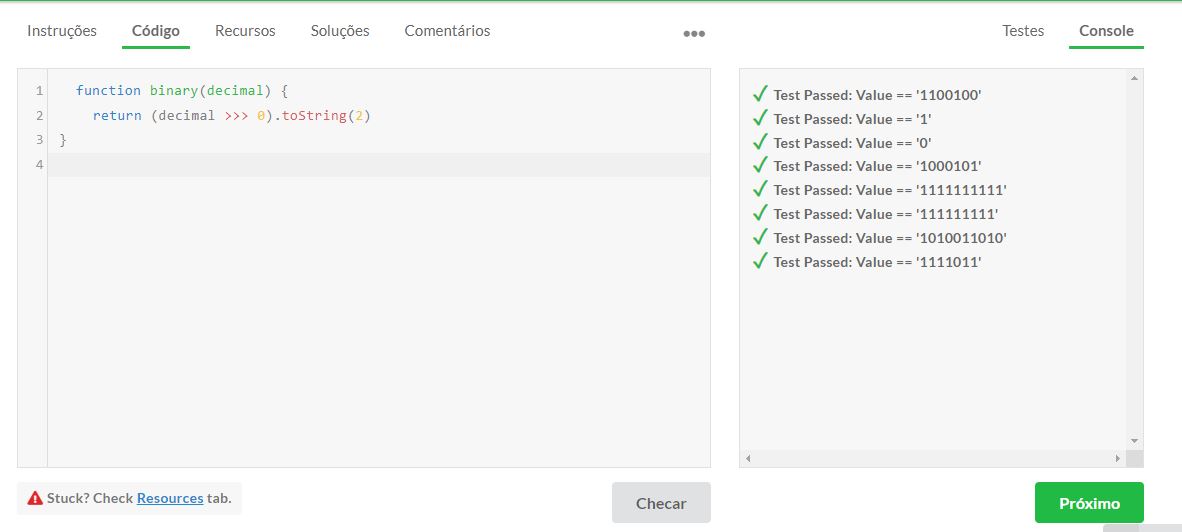 Instruções Código Recursos Soluções Comentários ••• Testes Console
1 function binary(decimal) {
2 return (decimal >>> 0).toString(2)
3 }
4
✓ Test Passed: Value == '1100100'
✓ Test Passed: Value == '1'
✓ Test Passed: Value == '0'
✓ Test Passed: Value == '1000101'
✓ Test Passed: Value == '1111111111'
✓ Test Passed: Value == '111111111'
✓ Test Passed: Value == '1010011010'
✓ Test Passed: Value == '1111011'
Stuck? Check Resources tab.
Checar
Próximo